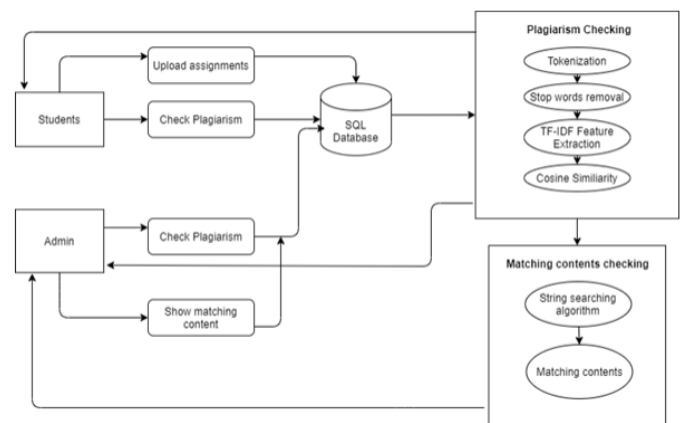 Plagiarism Checking
Tokenization
Stop words removal
TF-IDF Feature
Extraction
Cosine Similiarity
Upload assignments
Students
Check Plagiarism
SQL
Database
Admin
Check Plagiarism
Show matching
content
Matching contents checking
String searching
algorithm
Matching contents